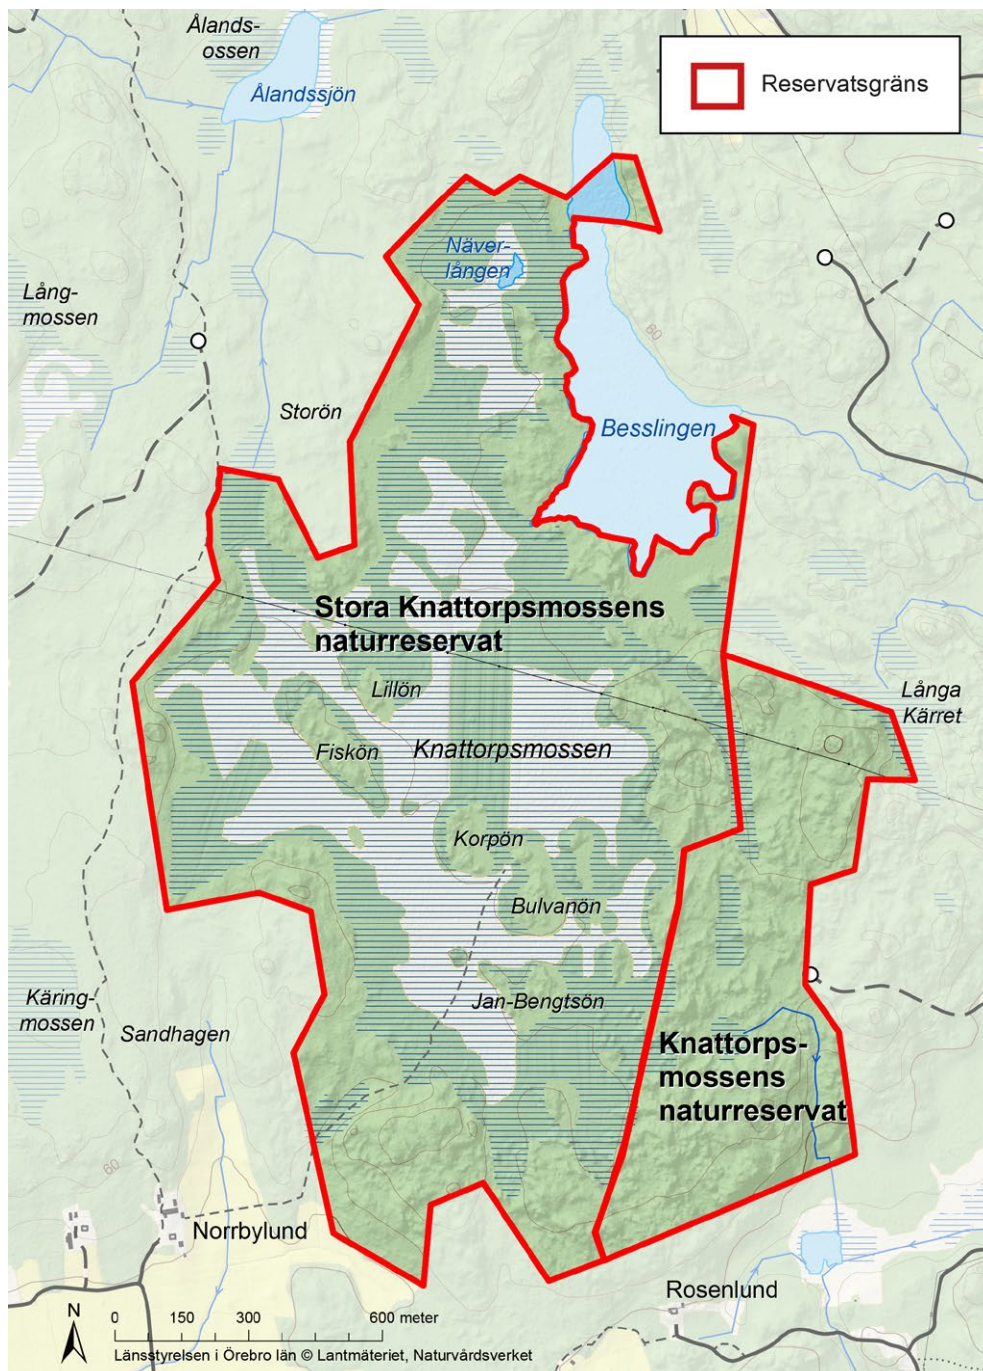 Ålands-
ossen
Ålandssjön
Reservatsgräns
Näver-
lången
Lång-
mossen
60
Storön
Besslingen
Stora Knattorpsmossens
naturreservat
Lillön
Långa
Kärret
Fiskön
Knattorpsmossen
Korpön
Bulvanön
Käring-
mossen
Jan-Bengtsön
Sandhagen
Knattorps-
mossens
naturreservat
60
Norrbylund
Rosenlund
N
0 150 300 600 meter
Länsstyrelsen i Örebro län © Lantmäteriet, Naturvårdsverket